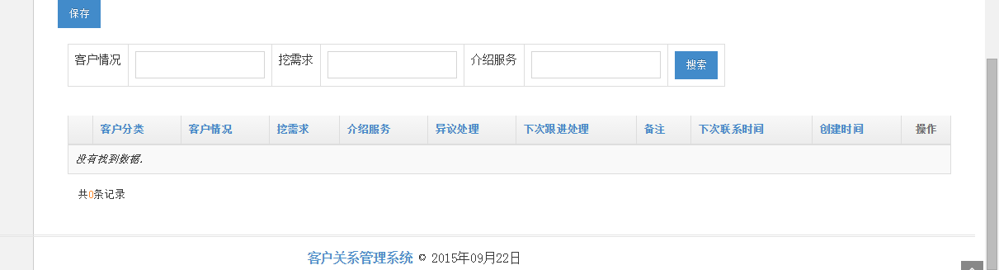 保存
客户情况 挖需求 介绍服务 搜索
客户分类 客户情况 挖需求 介绍服务 异议处理 下次跟进处理 备注 下次联系时间 创建时间 操作
没有找到数据.
共0条记录
客户关系管理系统 © 2015年09月22日